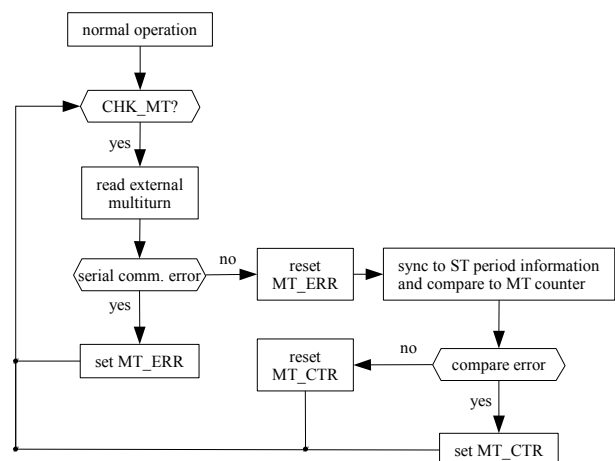 normal operation
CHK_MT?
yes
read external
multiturn
serial comm. error
no
reset
MT_ERR
sync to ST period information
and compare to MT counter
yes
set MT_ERR
reset
MT_CTR
no
compare error
yes
set MT_CTR